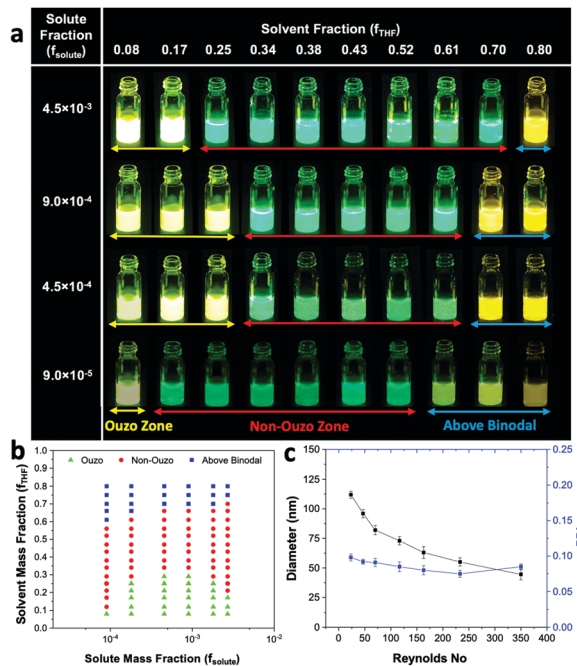 a
Solute Fraction (fsolute)
Solvent Fraction (fTHF)
0.08 0.17 0.25 0.34 0.38 0.43 0.52 0.61 0.70 0.80
4.5×10-3
9.0×10-4
4.5×10-4
9.0×10-5
Ouzo Zone Non-Ouzo Zone Above Binodal
b
Ouzo Non-Ouzo Above Binodal
Solvent Mass Fraction (fTHF)
1.0
0.9
0.8
0.7
0.6
0.5
0.4
0.3
0.2
0.1
0.0
10-4 10-3 10-2
Solute Mass Fraction (fsolute)
c
Diameter (nm)
150
125
100
75
50
25
0
0.25
0.20
0.15
0.10
0.05
0.00
0 50 100 150 200 250 300 350 400
Reynolds No